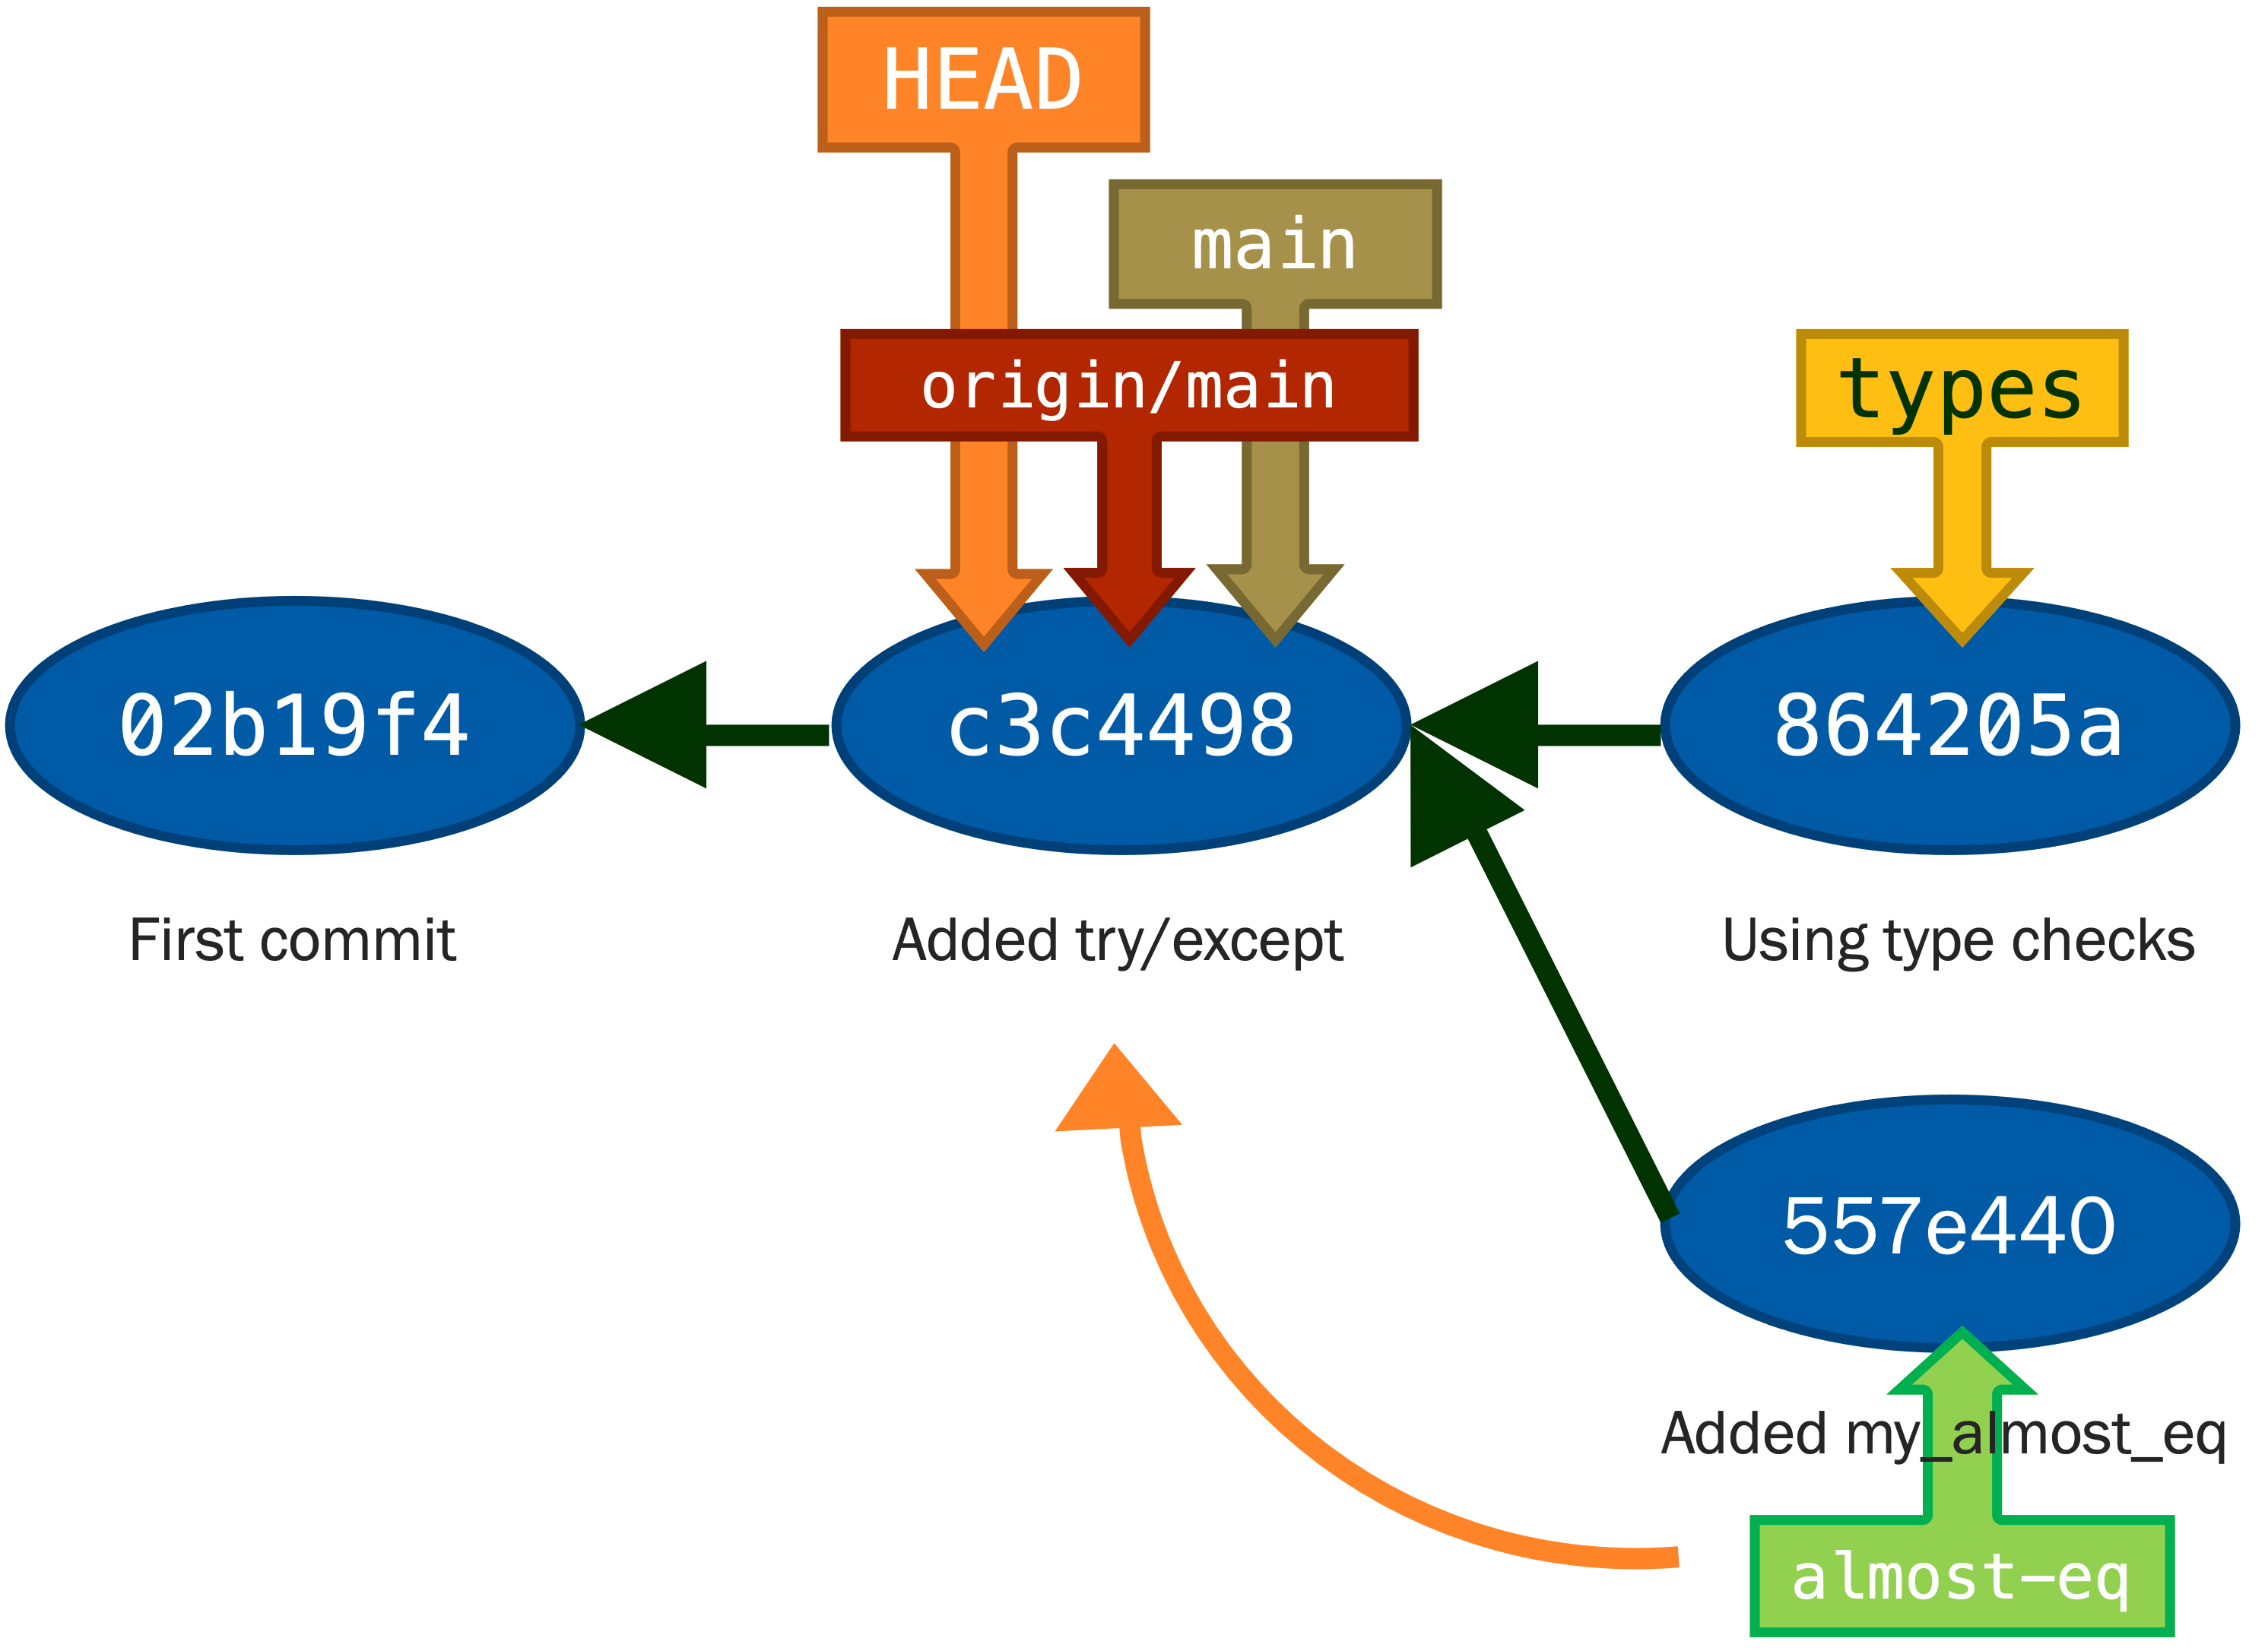 HEAD
main
origin/main
types
02b19f4
c3c4498
864205a
First commit
Added try/except
Using type checks
557e440
Added my_almost_eq
almost-eq